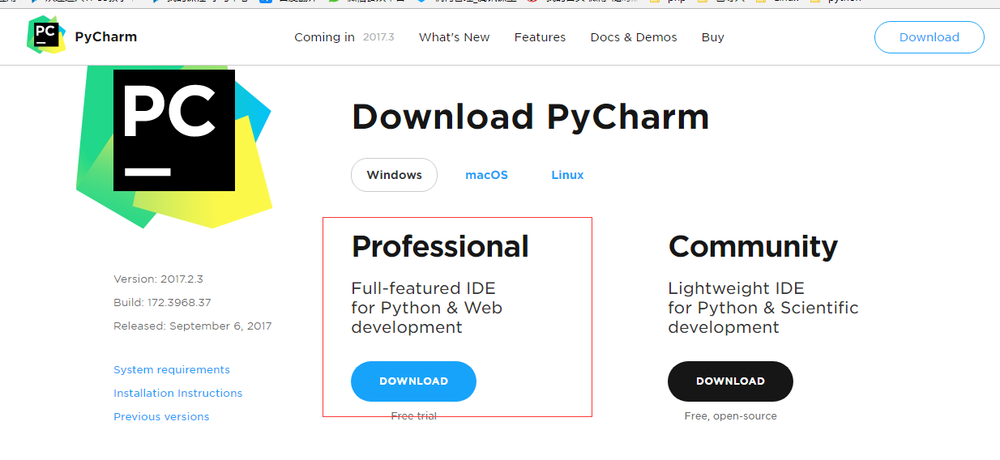 php
PC
PyCharm
Coming in 2017.3
What's New
Features
Docs & Demos
Buy
Download
PC
Download PyCharm
Windows
macOS
Linux
Professional
Full-featured IDE
for Python & Web
development
DOWNLOAD
Free trial
Community
Lightweight IDE
for Python & Scientific
development
DOWNLOAD
Free, open-source
Version: 2017.2.3
Build: 172.3968.37
Released: September 6, 2017
System requirements
Installation Instructions
Previous versions